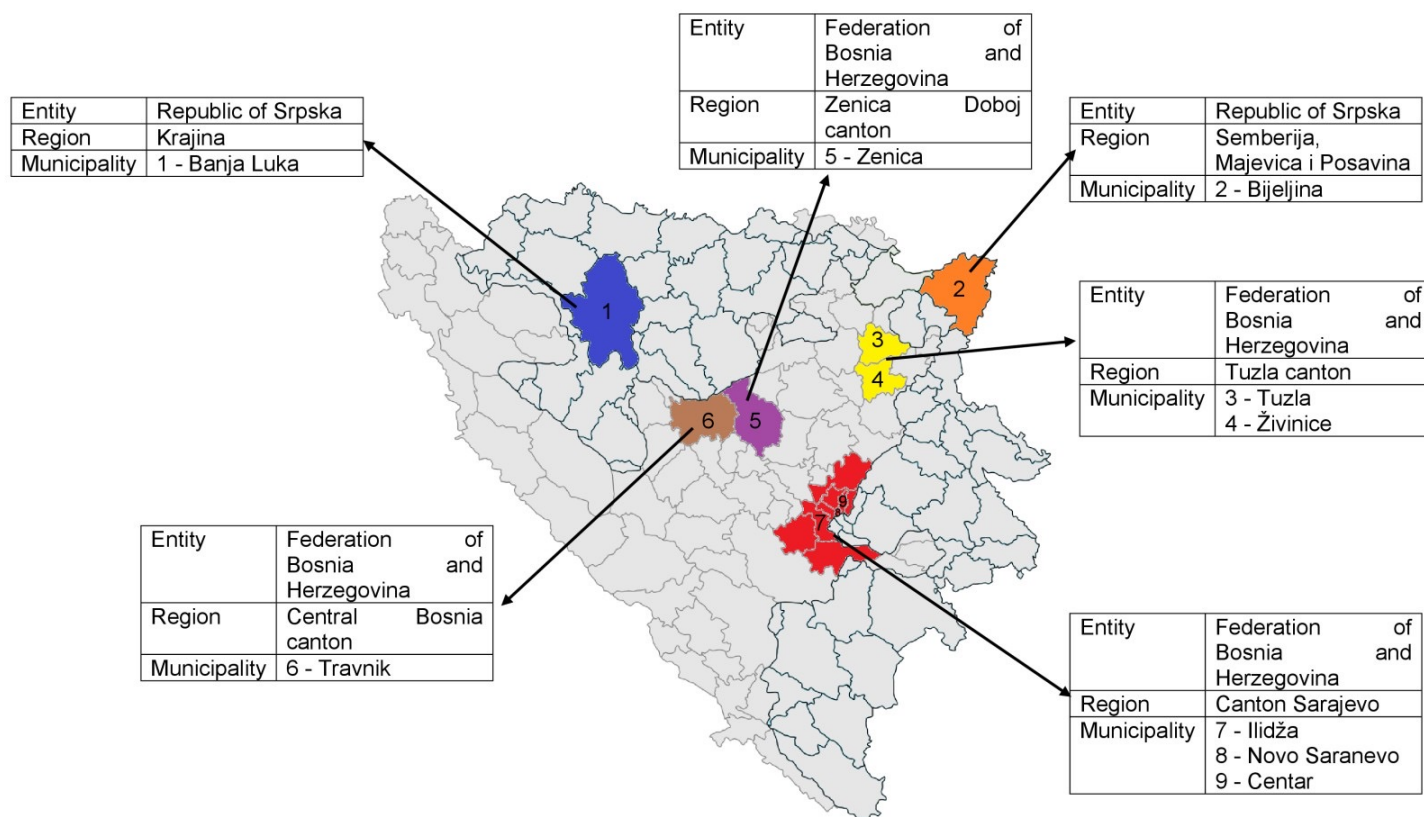 Entity Federation of
Bosnia and
Herzegovina
Region Zenica Doboj
canton
Municipality 5 - Zenica
Entity Republic of Srpska
Region Krajina
Municipality 1 - Banja Luka
Entity Republic of Srpska
Region Semberija,
Majevica i Posavina
Municipality 2 - Bijeljina
1
2
3
4
5
6
7
8
9
Entity Federation of
Bosnia and
Herzegovina
Region Tuzla canton
Municipality 3 - Tuzla
4 - Živinice
Entity Federation of
Bosnia and
Herzegovina
Region Central Bosnia
canton
Municipality 6 - Travnik
Entity Federation of
Bosnia and
Herzegovina
Region Canton Sarajevo
Municipality 7 - Ilidža
8 - Novo Saranevo
9 - Centar